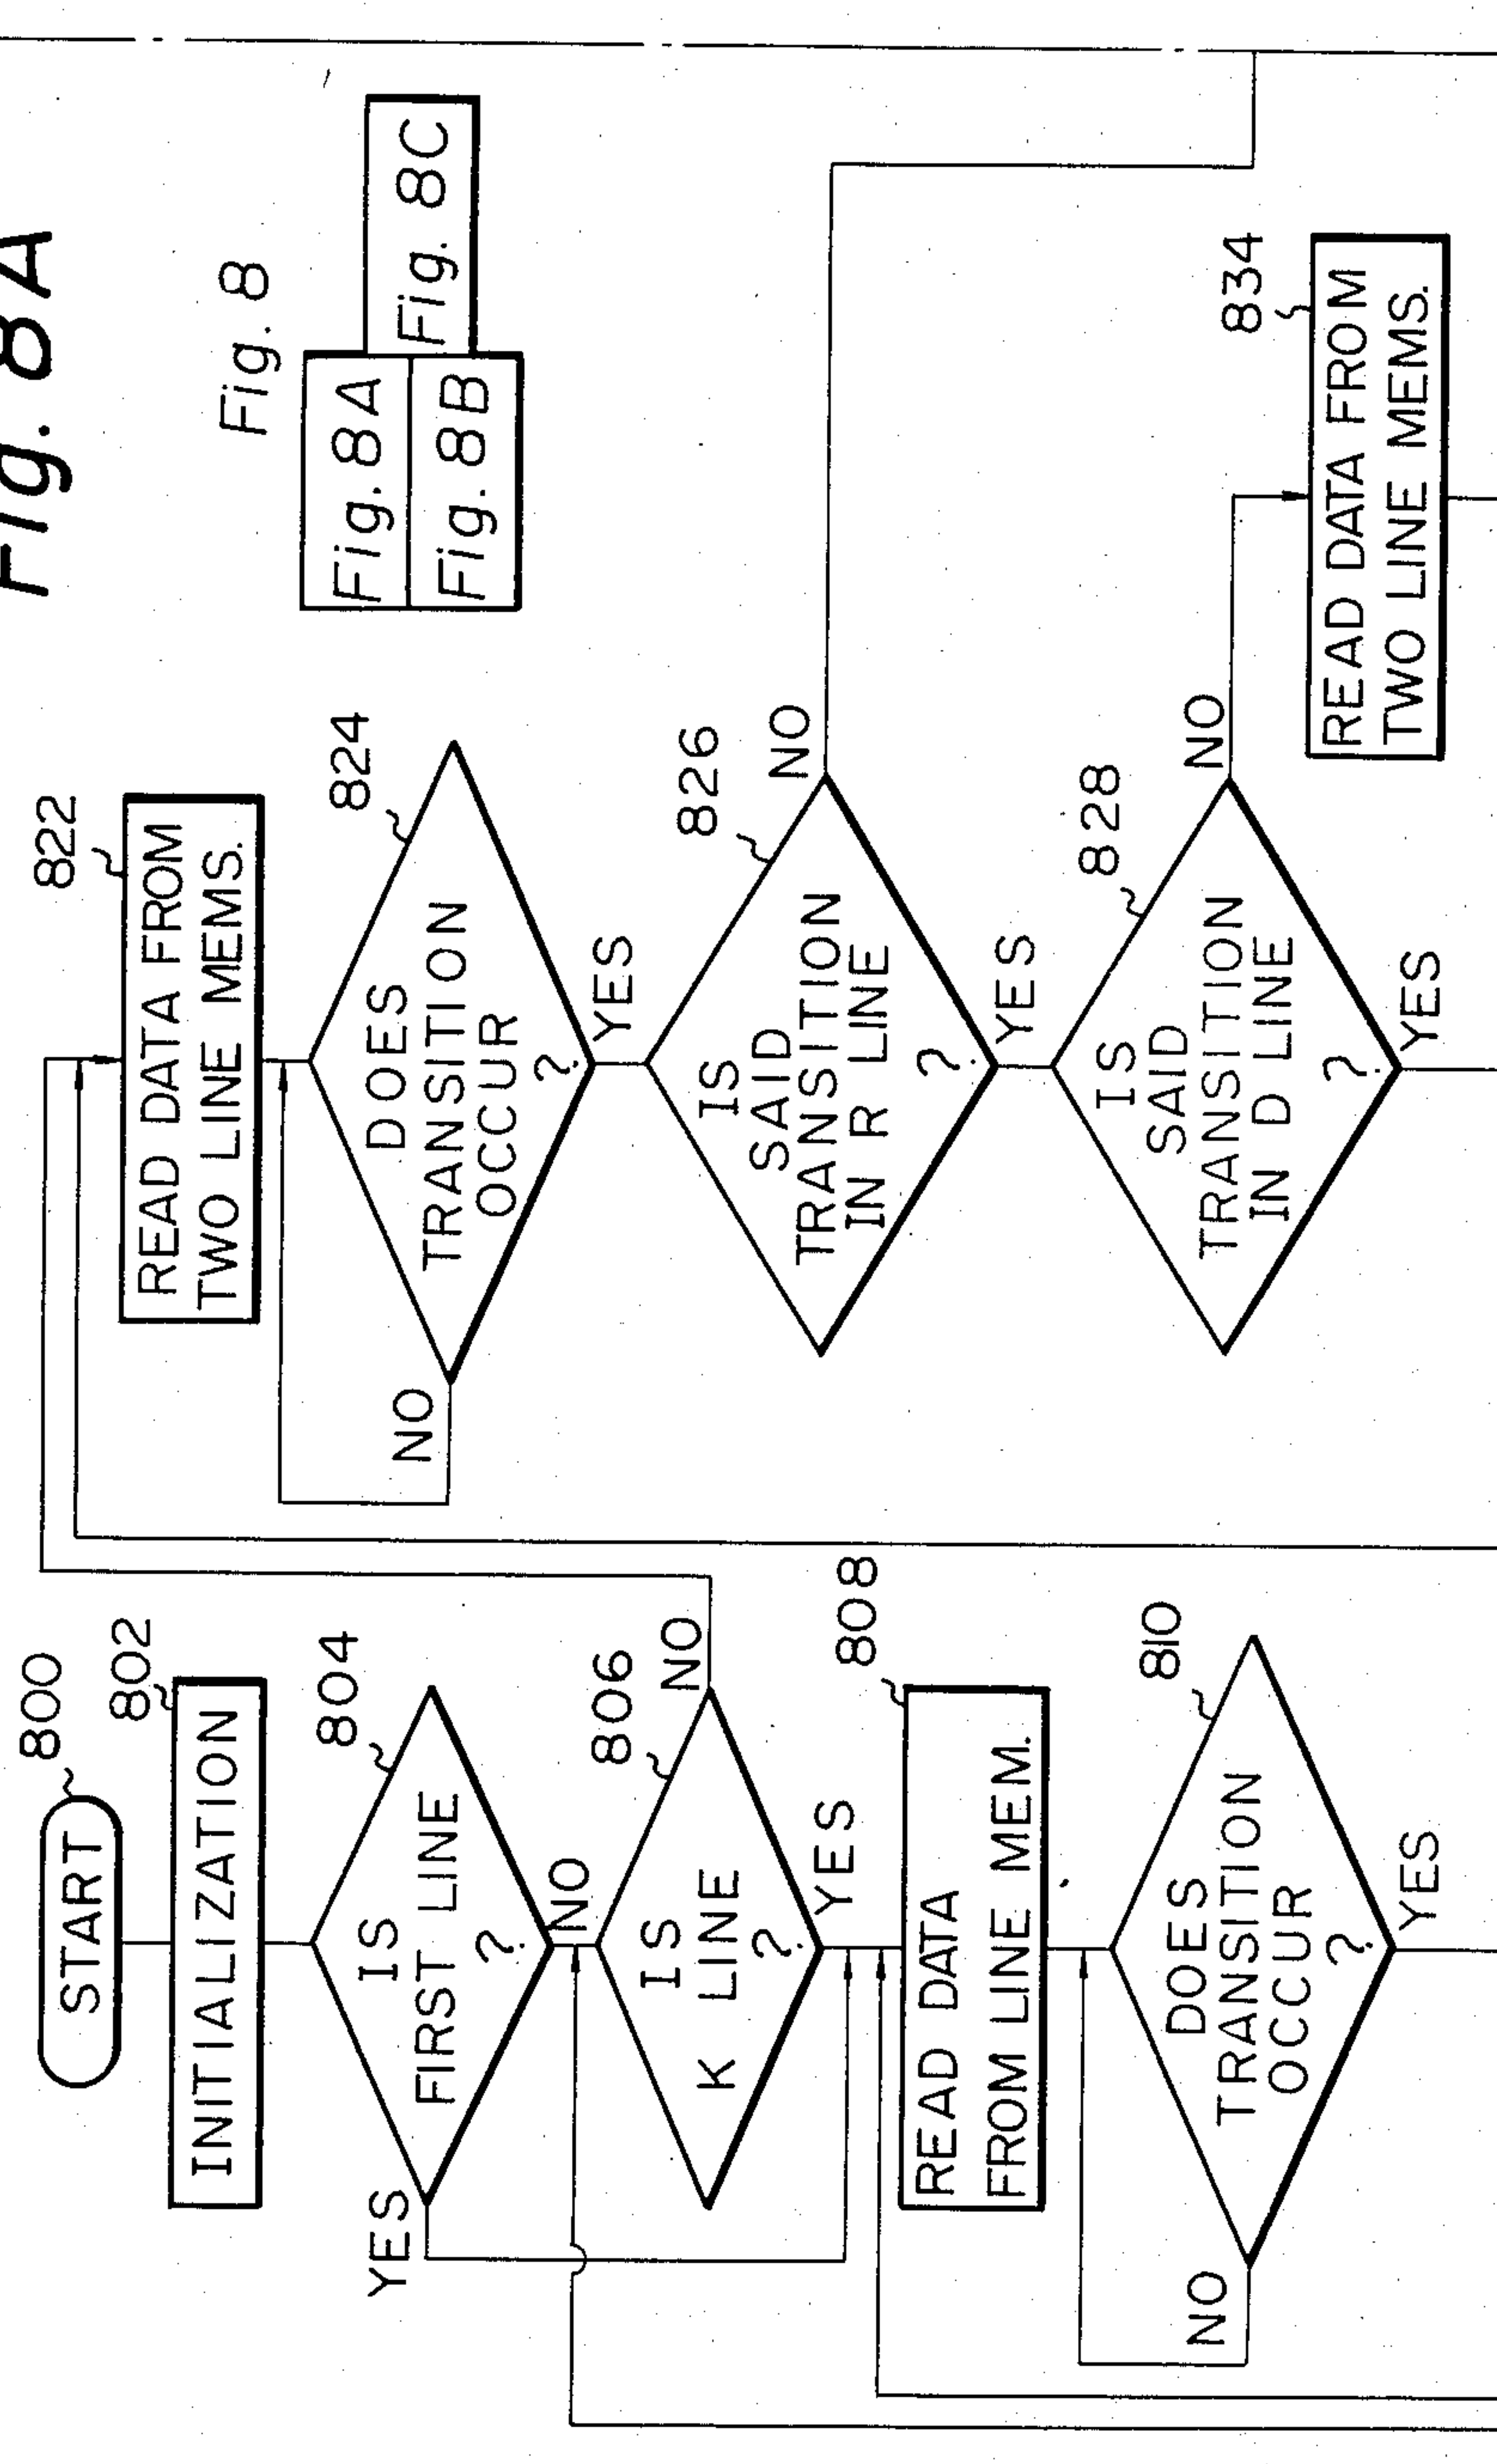 Fig. 8A
Fig. 8
Fig. 8A
Fig. 8B
Fig. 8C
START
800
INITIALIZATION
802
IS
FIRST LINE
?
804
YES
NO
IS
K LINE
?
806
NO
YES
READ DATA
FROM LINE MEM.
808
DOES
TRANSITION
OCCUR
?
810
NO
YES
READ DATA FROM
TWO LINE MEMS.
822
DOES
TRANSITION
OCCUR
?
824
NO
YES
IS
SAID
TRANSITION
IN R LINE
?
826
NO
YES
IS
SAID
TRANSITION
IN D LINE
?
828
NO
YES
READ DATA FROM
TWO LINE MEMS.
834